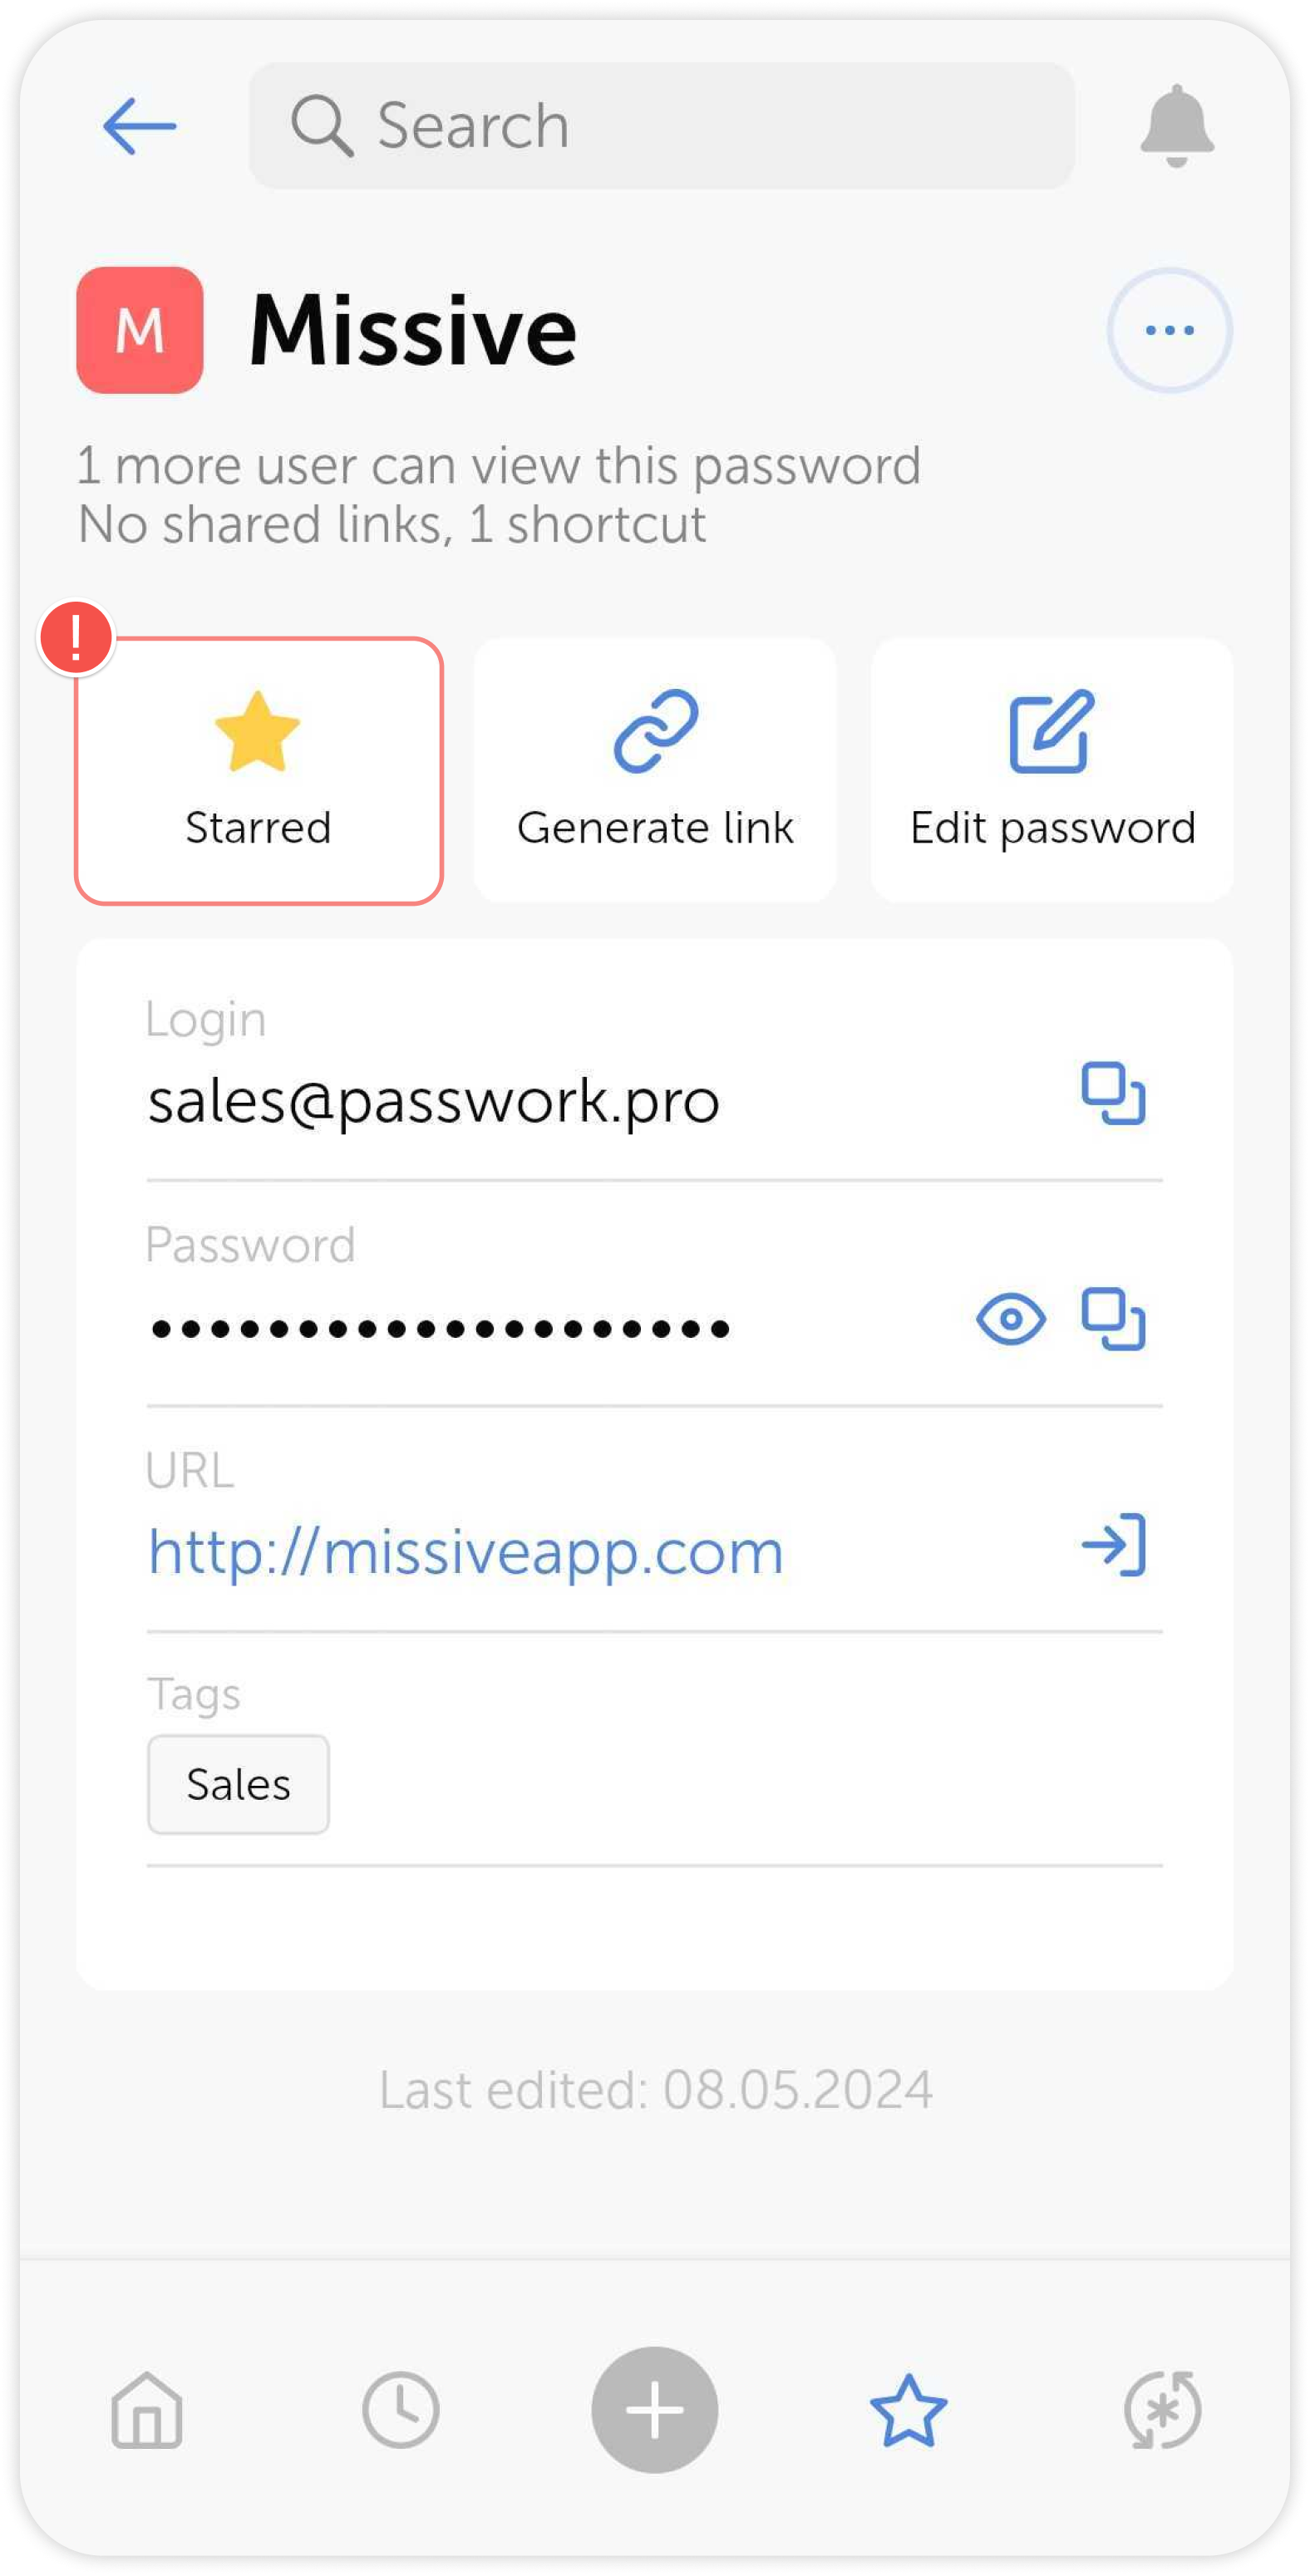 Search
M
Missive
1 more user can view this password
No shared links, 1 shortcut
!
Starred
Generate link
Edit password
Login
sales@passwork.pro
Password
••••••••••••••••••••
URL
http://missiveapp.com
Tags
Sales
Last edited: 08.05.2024